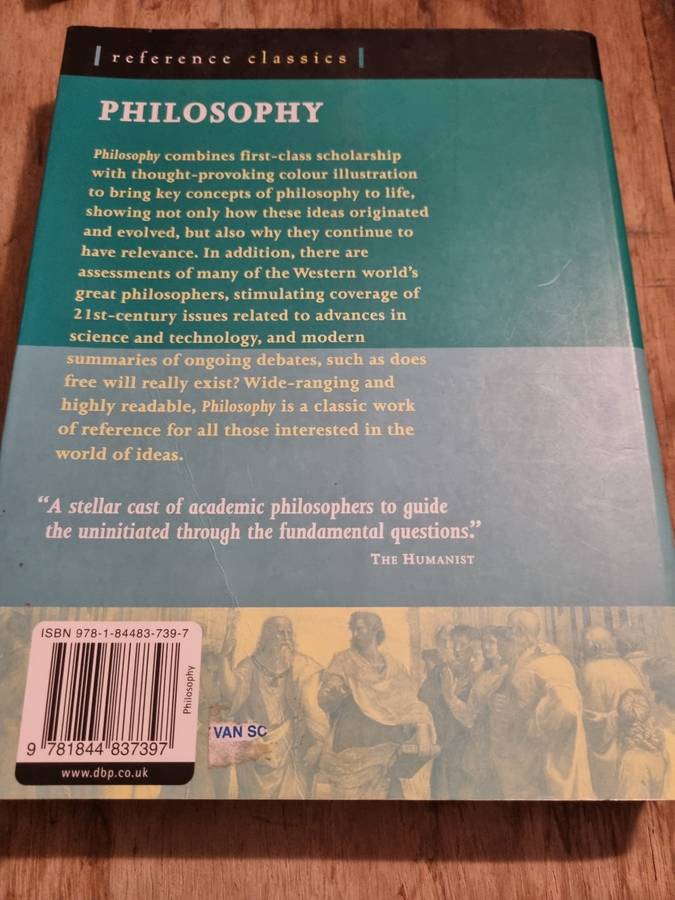 | reference classics |
PHILOSOPHY
Philosophy combines first-class scholarship
with thought-provoking colour illustration
to bring key concepts of philosophy to life,
showing not only how these ideas originated
and evolved, but also why they continue to
have relevance. In addition, there are
assessments of many of the Western world's
great philosophers, stimulating coverage of
21st-century issues related to advances in
science and technology, and modern
summaries of ongoing debates, such as does
free will really exist? Wide-ranging and
highly readable, Philosophy is a classic work
of reference for all those interested in the
world of ideas.
“A stellar cast of academic philosophers to guide
the uninitiated through the fundamental questions.”
THE HUMANIST
ISBN 978-1-84483-739-7
Philosophy
9 781844 837397
www.dbp.co.uk
VAN SC